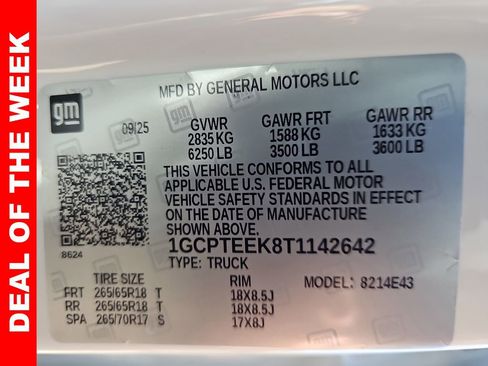 DEAL OF THE WEEK
gm
MFD BY GENERAL MOTORS LLC
09/25
GVWR GAWR FRT GAWR RR
2835 KG 1588 KG 1633 KG
6250 LB 3500 LB 3600 LB
THIS VEHICLE CONFORMS TO ALL
APPLICABLE U.S. FEDERAL MOTOR
VEHICLE SAFETY STANDARDS IN EFFECT
ON THE DATE OF MANUFACTURE
SHOWN ABOVE.
8624
1GCPTEEK8T1142642
TYPE: TRUCK
TIRE SIZE RIM MODEL: 8214E43
FRT 265/65R18 T 18X8.5J
RR 265/65R18 T 18X8.5J
SPA 265/70R17 S 17X8J